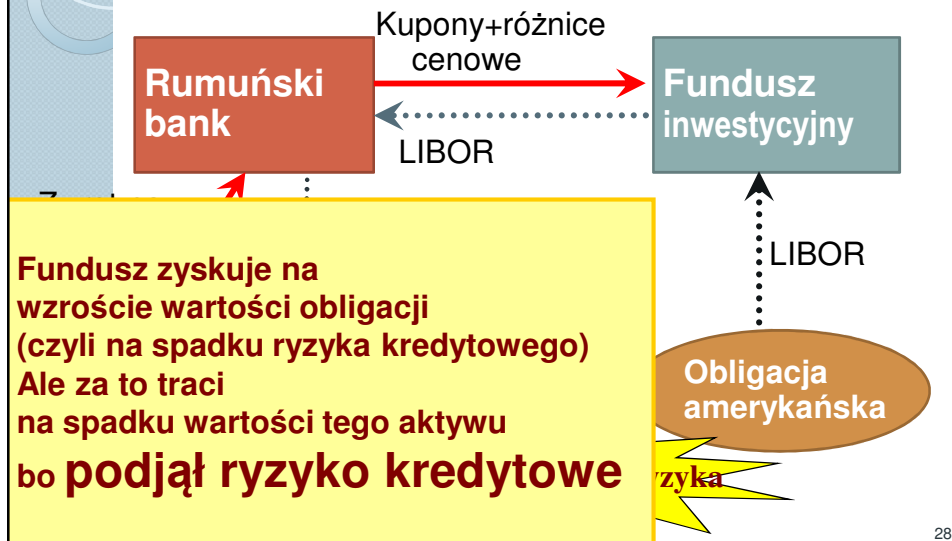 Kupony+różnice
cenowe
Rumuński
bank
Fundusz
inwestycyjny
LIBOR
LIBOR
Fundusz zyskuje na
wzroście wartości obligacji
(czyli na spadku ryzyka kredytowego)
Ale za to traci
na spadku wartości tego aktywu
bo podjął ryzyko kredytowe
Obligacja
amerykańska
28